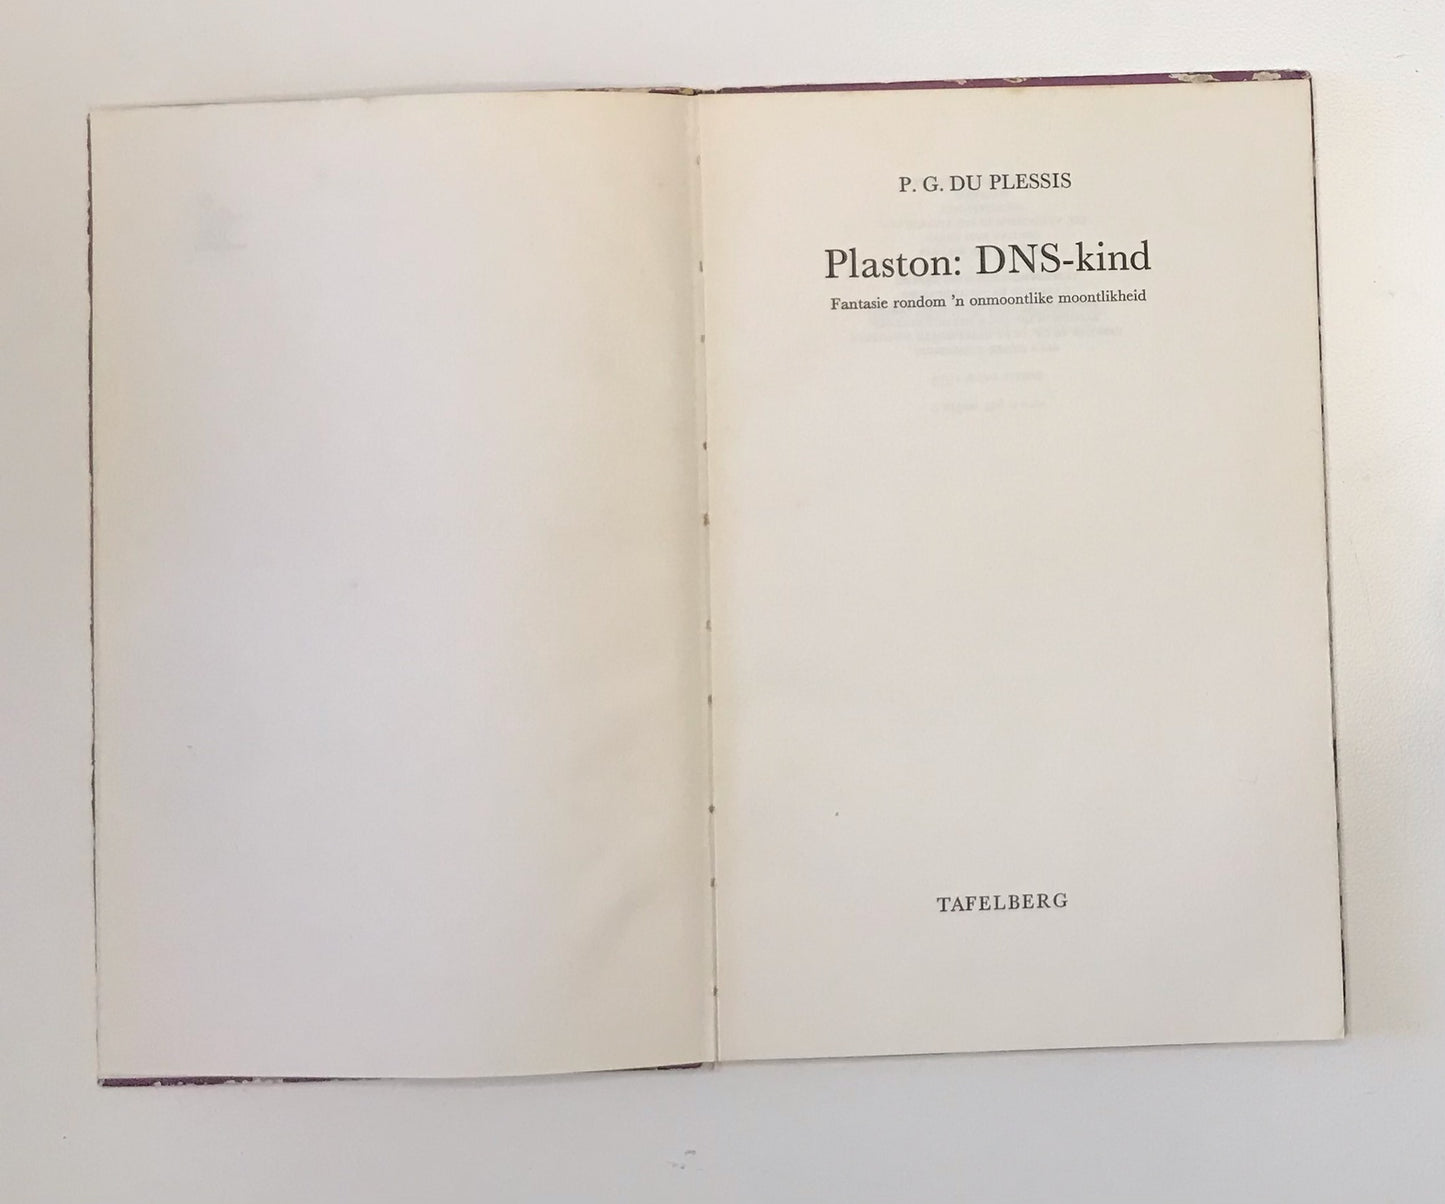 P. G. DU PLESSIS
Plaston: DNS-kind
Fantasie rondom ’n onmoontlike moontlikheid
TAFELBERG